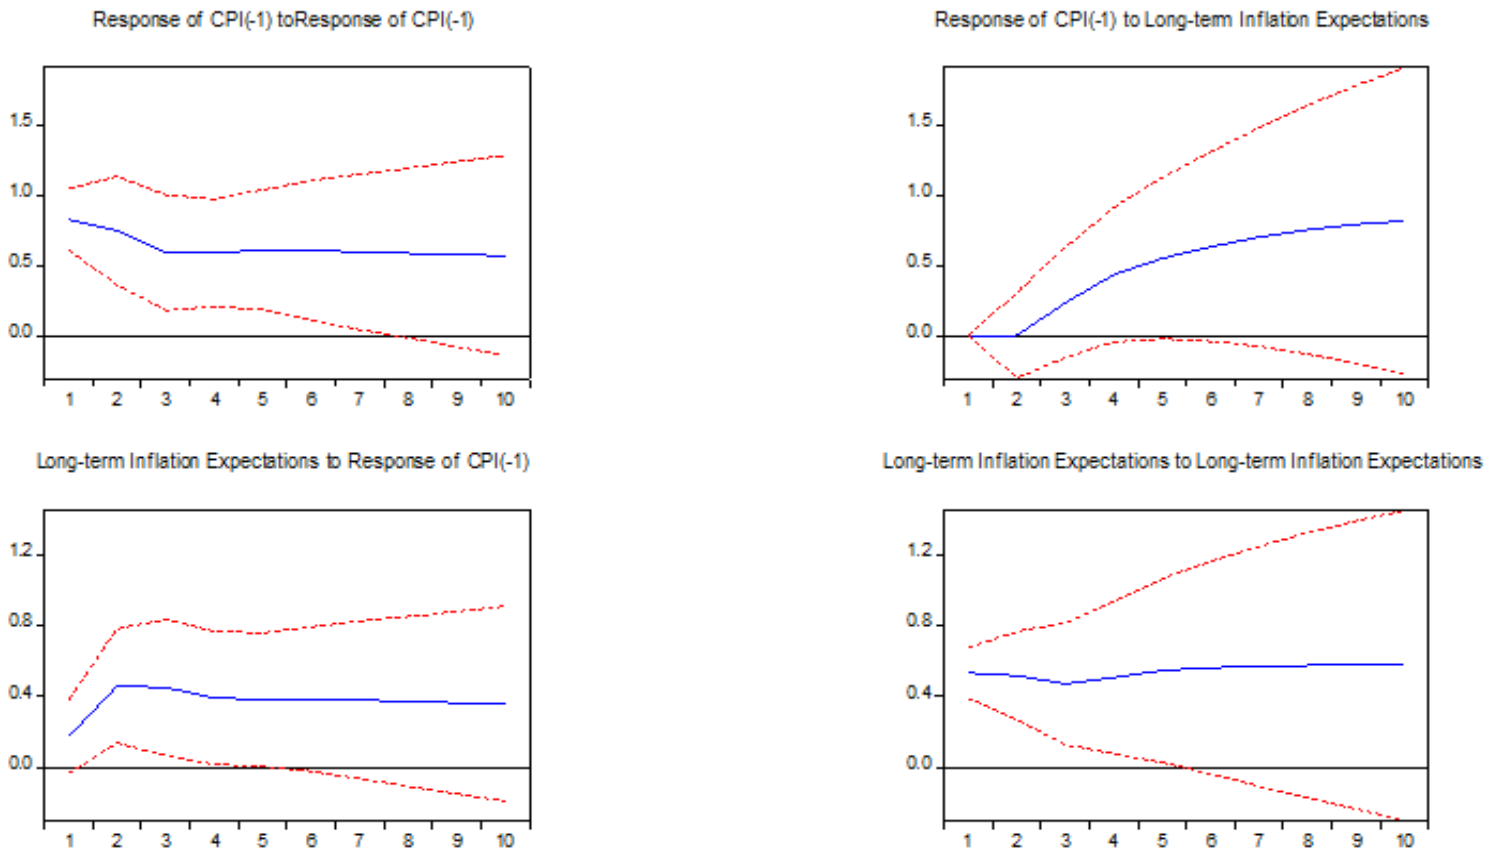 Response of CPI(-1) toResponse of CPI(-1)
1.5
1.0
0.5
0.0
1 2 3 4 5 6 7 8 9 10
Response of CPI(-1) to Long-term Inflation Expectations
1.5
1.0
0.5
0.0
1 2 3 4 5 6 7 8 9 10
Long-term Inflation Expectations to Response of CPI(-1)
1.2
0.8
0.4
0.0
1 2 3 4 5 6 7 8 9 10
Long-term Inflation Expectations to Long-term Inflation Expectations
1.2
0.8
0.4
0.0
1 2 3 4 5 6 7 8 9 10